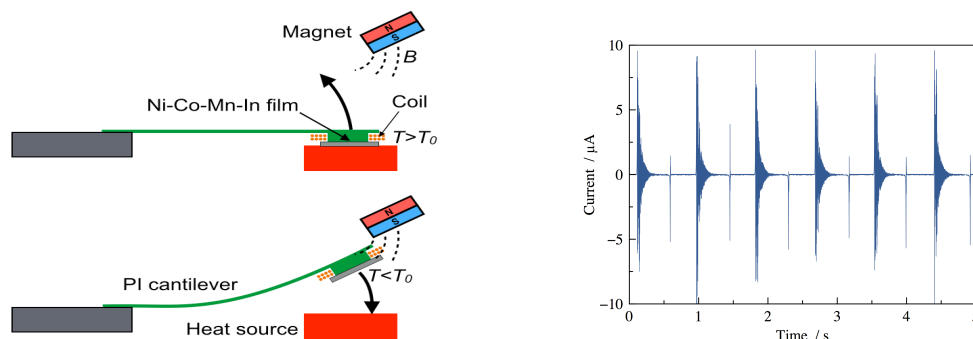 Magnet
N
S
B
Ni-Co-Mn-In film
Coil
T>T0
N
S
T<T0
PI cantilever
Heat source
Current / µA
10
5
0
−5
−10
0 1 2 3 4
Time / s